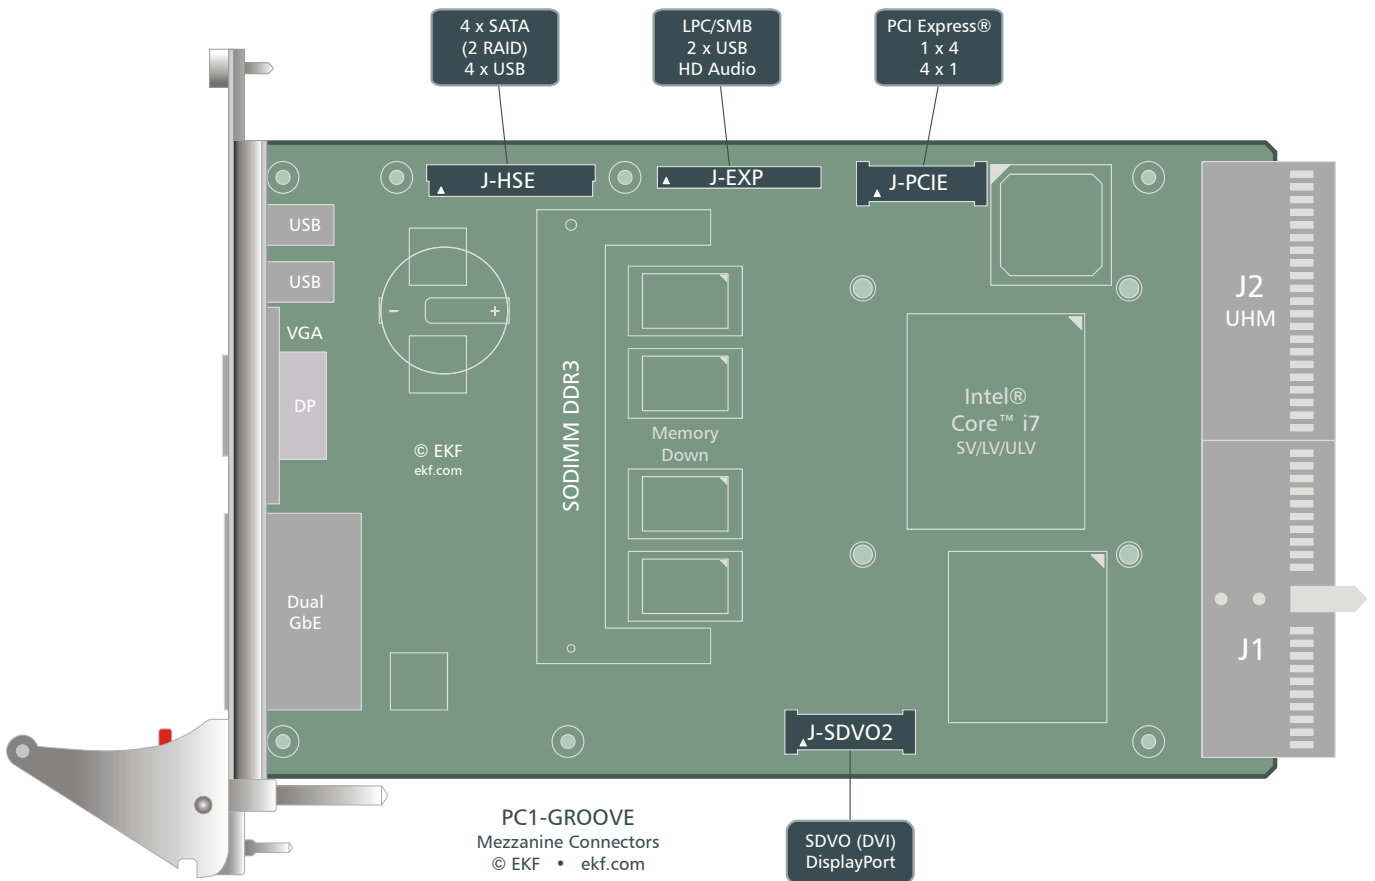 4 x SATA
(2 RAID)
4 x USB
LPC/SMB
2 x USB
HD Audio
PCI Express®
1 x 4
4 x 1
J-HSE
J-EXP
J-PCIE
USB
USB
VGA
DP
Dual
GbE
− +
© EKF
ekf.com
SODIMM DDR3
Memory
Down
Intel®
Core™ i7
SV/LV/ULV
J2
UHM
J1
J-SDVO2
SDVO (DVI)
DisplayPort
PC1-GROOVE
Mezzanine Connectors
© EKF • ekf.com